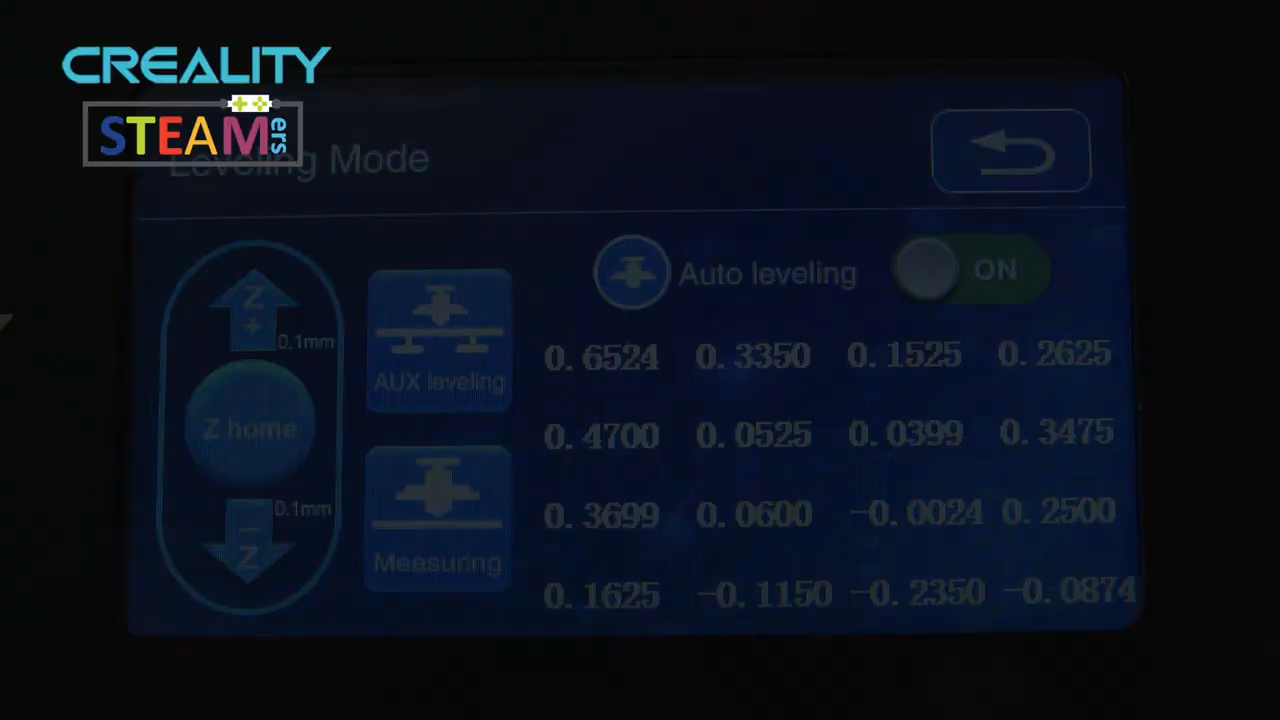 CREALITY
STEAMers
Leveling Mode
Auto leveling
ON
Z
+
0.1mm
Z home
0.1mm
−
Z
AUX leveling
Measuring
0.6524 0.3350 0.1525 0.2625
0.4700 0.0525 0.0399 0.3475
0.3699 0.0600 -0.0024 0.2500
0.1625 -0.1150 -0.2350 -0.0874